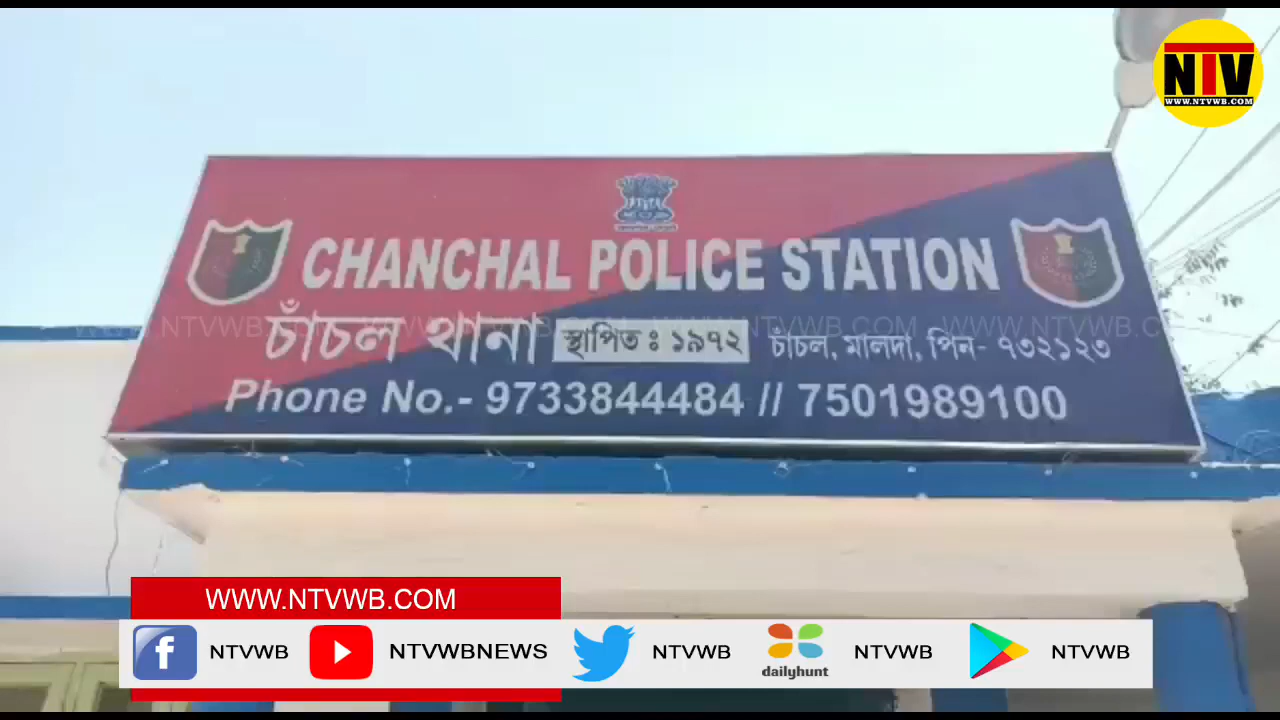 NTV
WWW.NTVWB.COM
CHANCHAL POLICE STATION
চাঁচল থানা স্থাপিত ঃ ১৯৭২ চাঁচল, মালদা, পিন- ৭৩২১২৩
Phone No.- 9733844484 // 7501989100
WWW.NTVWB.COM
NTVWB NTVWBNEWS NTVWB dailyhunt NTVWB NTVWB